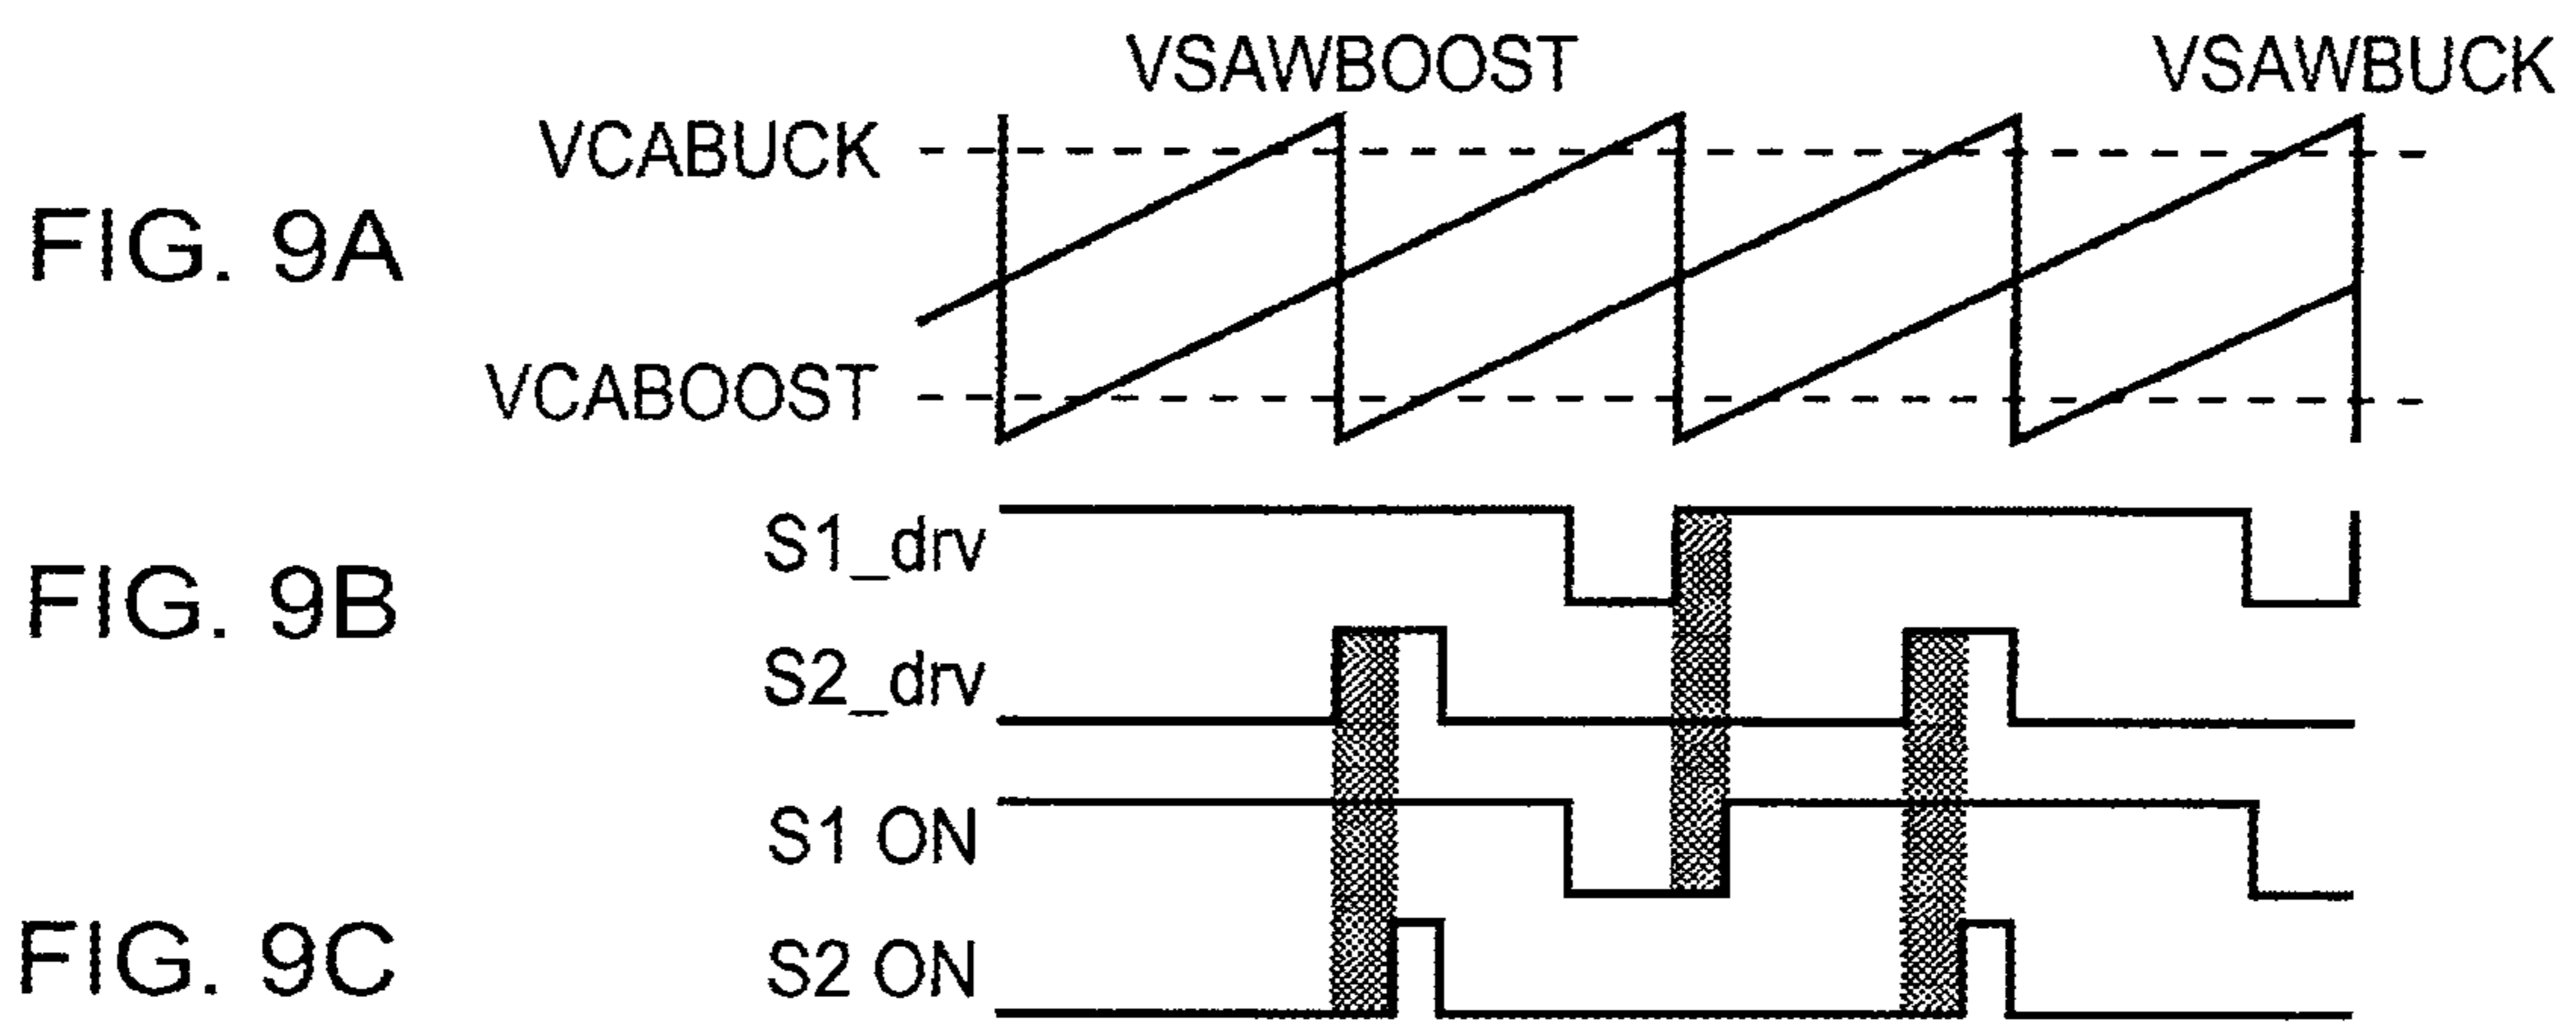 VSAWBOOST
VSAWBUCK
VCABUCK
FIG. 9A
VCABOOST
S1_drv
FIG. 9B
S2_drv
S1 ON
FIG. 9C
S2 ON